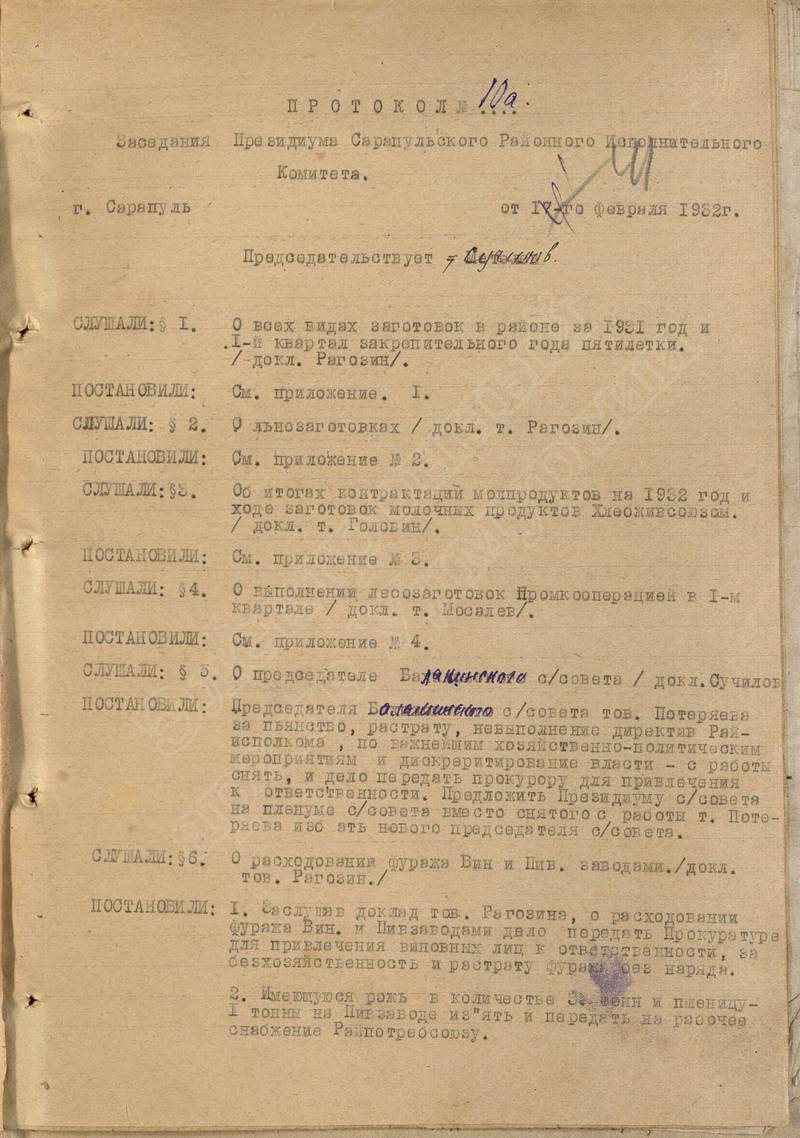 ПРОТОКОЛ № 10а.
Заседания Президиума Сарапульского Районного Исполнительного
Комитета.
г. Сарапуль от 17-го февраля 1932г.
Председательствует -
СЛУШАЛИ: § I. О всех видах заготовок в районе за 1931 год и
I-й квартал закрепительного года пятилетки.
/ докл. Рагозин/.
ПОСТАНОВИЛИ: См. приложение. I.
СЛУШАЛИ: § 2. О льнозаготовках / докл. т. Рагозин/.
ПОСТАНОВИЛИ: См. приложение № 2.
СЛУШАЛИ: §3. Об итогах контрактаций молпродуктов на 1932 год и
ходе заготовок молочных продуктов Хлебживсоюзом.
/ докл. т. Головин/.
ПОСТАНОВИЛИ: См. приложение № 3.
СЛУШАЛИ: §4. О выполнении лесозаготовок Промкооперацией в I-м
квартале / докл. т. Мосалев/.
ПОСТАНОВИЛИ: См. приложение № 4.
СЛУШАЛИ: § 5. О председателе с/совета / докл. Сучилов
ПОСТАНОВИЛИ: Председателя с/совета тов. Потеряева
за пьянство, растрату, невыполнение директив Рай-
исполкома , по важнейшим хозяйственно-политическим
мероприятиям и дискреритирование власти - с работы
снять, и дело передать прокурору для привлечения
к ответственности. Предложить Президиуму с/совета
на пленуме с/совета вместо снятого с работы т. Поте-
ряева изб ать нового председателя с/совета.
СЛУШАЛИ: §6. О расходовании фуража Вин и Пив. заводами./докл.
тов. Рагозин./
ПОСТАНОВИЛИ: I. Заслушав доклад тов. Рагозина, о расходовании
фуража Вин. и Пивзаводами дело передать Прокуратуре
для привлечения виновных лиц к ответственности, за
безхозяйственность и растрату фуража без наряда.
2. Имеющуюся рожь в количестве тонн и пшеницу-
I тонны на Пивзаводе из"ять и передать на рабочее
снабжение Райпотребсоюзу.